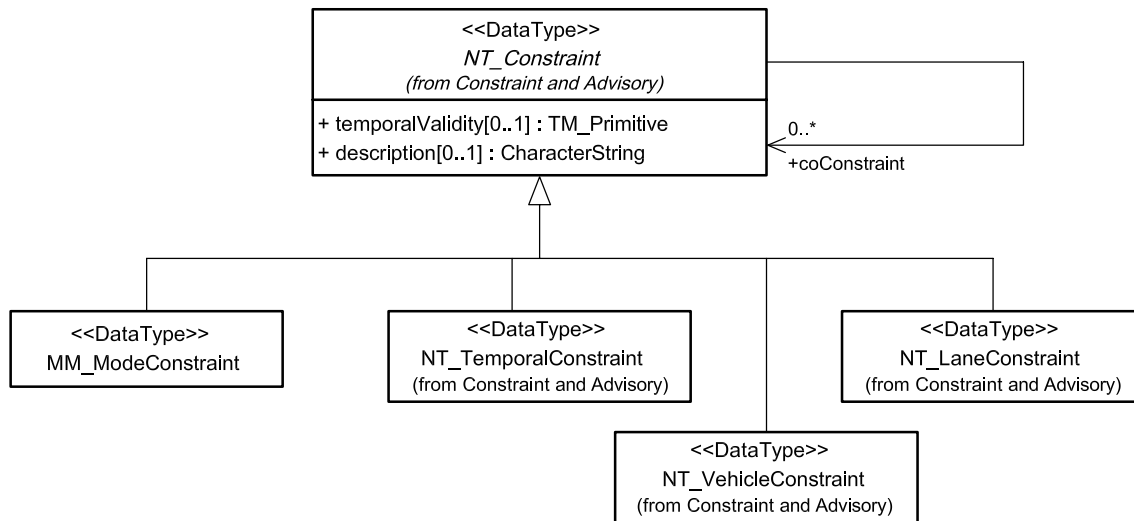 <<DataType>>
NT_Constraint
(from Constraint and Advisory)
+ temporalValidity[0..1] : TM_Primitive
+ description[0..1] : CharacterString
0..*
+coConstraint
<<DataType>>
MM_ModeConstraint
<<DataType>>
NT_TemporalConstraint
(from Constraint and Advisory)
<<DataType>>
NT_LaneConstraint
(from Constraint and Advisory)
<<DataType>>
NT_VehicleConstraint
(from Constraint and Advisory)